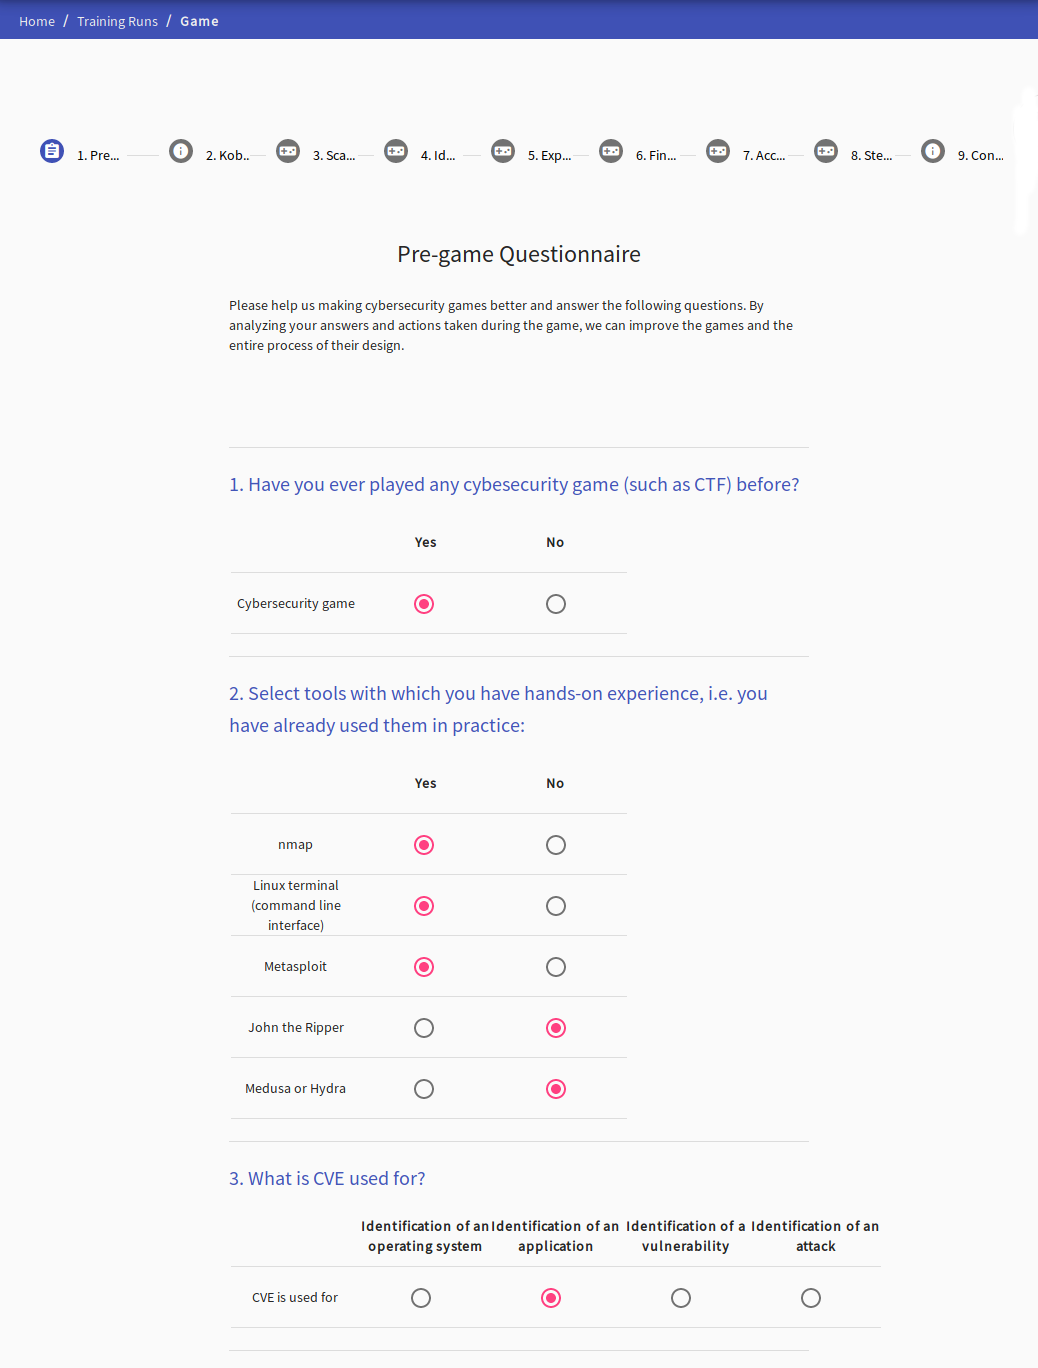 Home / Training Runs / Game
1. Pre... 2. Kob.. 3. Sca... 4. Id... 5. Exp... 6. Fin... 7. Acc... 8. Ste... 9. Con...
Pre-game Questionnaire
Please help us making cybersecurity games better and answer the following questions. By
analyzing your answers and actions taken during the game, we can improve the games and the
entire process of their design.
1. Have you ever played any cybesecurity game (such as CTF) before?
Yes No
Cybersecurity game
2. Select tools with which you have hands-on experience, i.e. you
have already used them in practice:
Yes No
nmap
Linux terminal
(command line
interface)
Metasploit
John the Ripper
Medusa or Hydra
3. What is CVE used for?
Identification of an Identification of an Identification of a Identification of an
operating system application vulnerability attack
CVE is used for